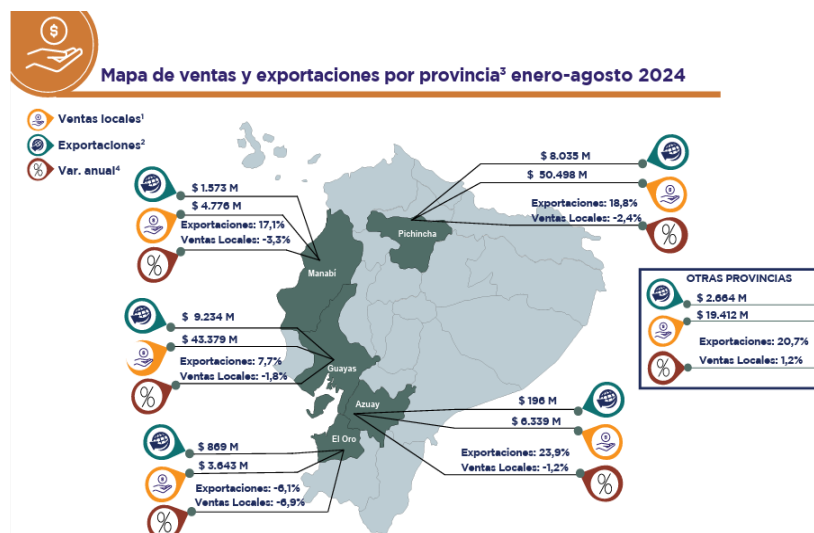 $
Mapa de ventas y exportaciones por provincia³ enero-agosto 2024
Ventas locales¹
Exportaciones²
% Var. anual⁴
$ 1.573 M
$ 4.776 M
Exportaciones: 17,1%
Ventas Locales: -3,3%
%
Manabí
$ 8.035 M
$ 50.498 M
Exportaciones: 18,8%
Ventas Locales: -2,4%
%
Pichincha
OTRAS PROVINCIAS
$ 2.664 M
$ 19.412 M
Exportaciones: 20,7%
Ventas Locales: 1,2%
%
$ 9.234 M
$ 43.379 M
Exportaciones: 7,7%
Ventas Locales: -1,8%
%
Guayas
Azuay
$ 196 M
$ 6.339 M
Exportaciones: 23,9%
Ventas Locales: -1,2%
%
El Oro
$ 869 M
$ 3.643 M
Exportaciones: -6,1%
Ventas Locales: -6,9%
%